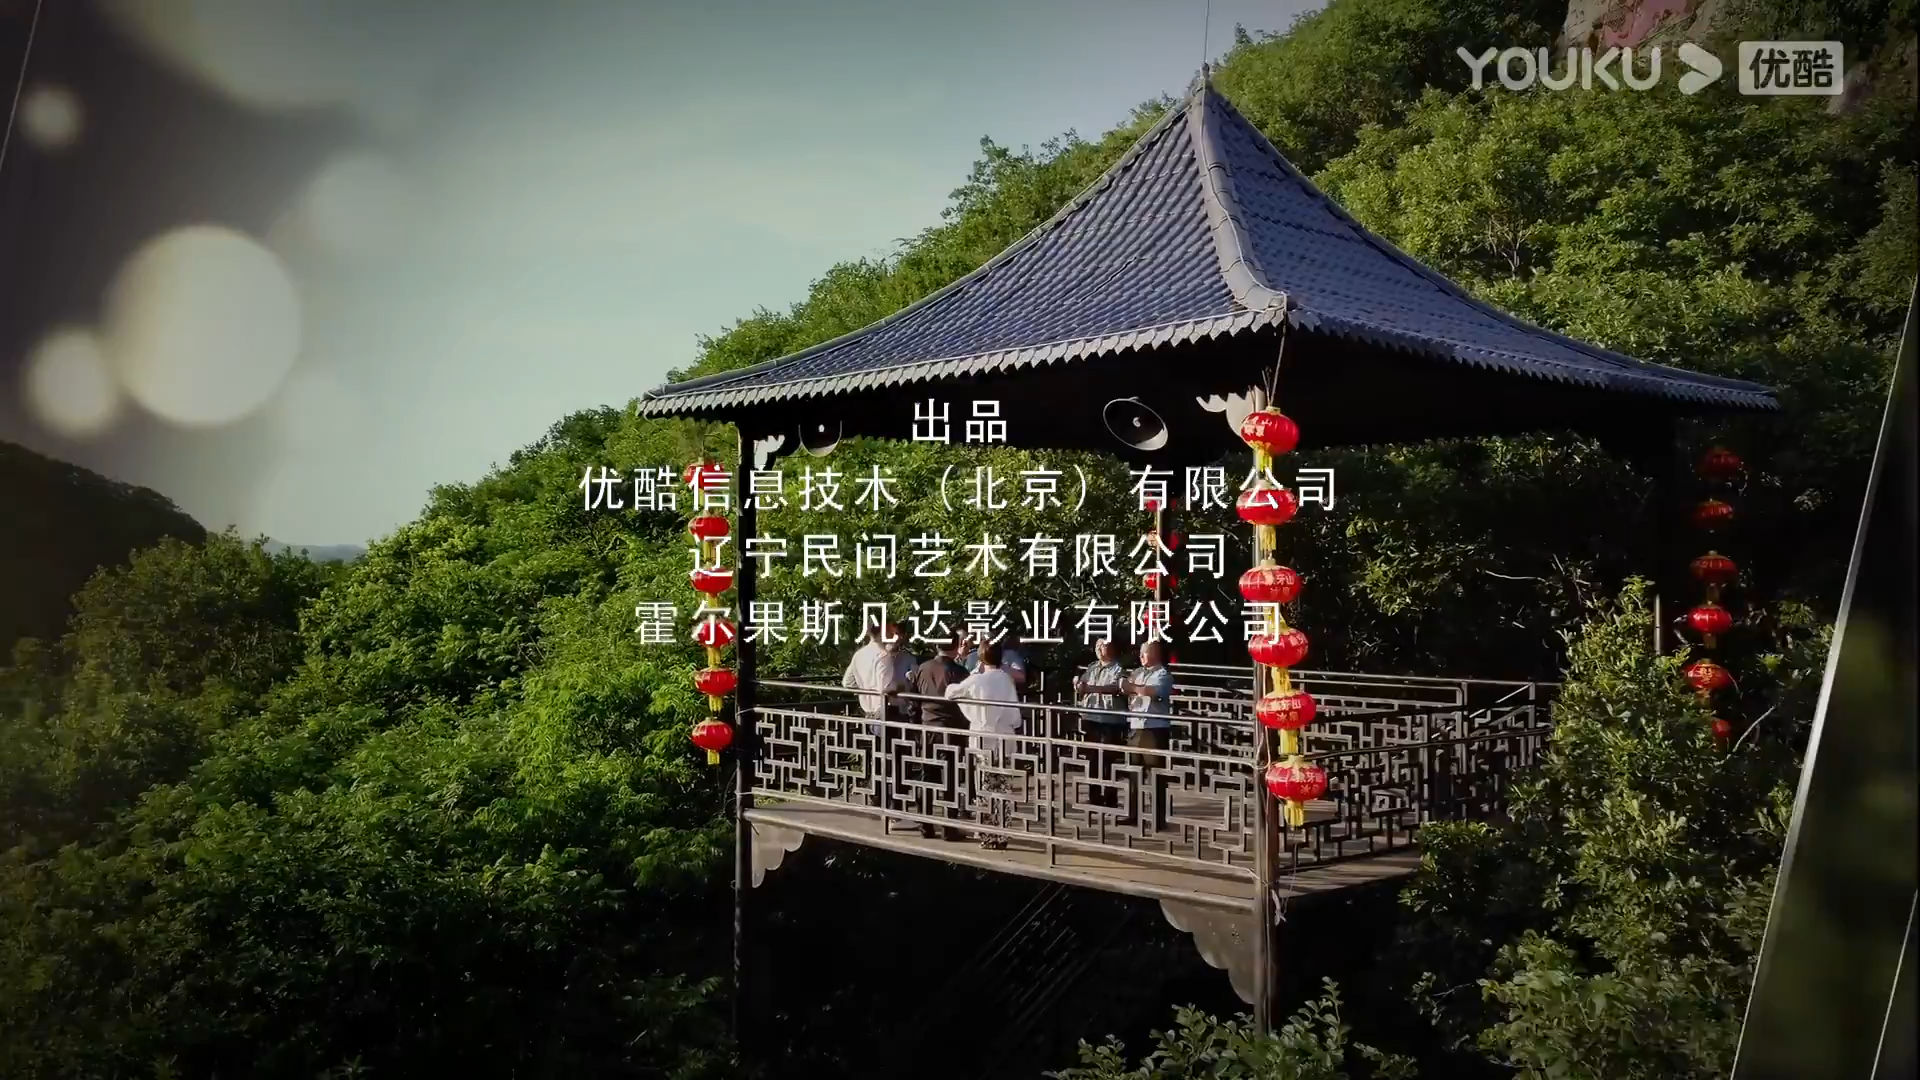 YOUKU 优酷
出品
优酷信息技术（北京）有限公司
辽宁民间艺术有限公司
霍尔果斯凡达影业有限公司